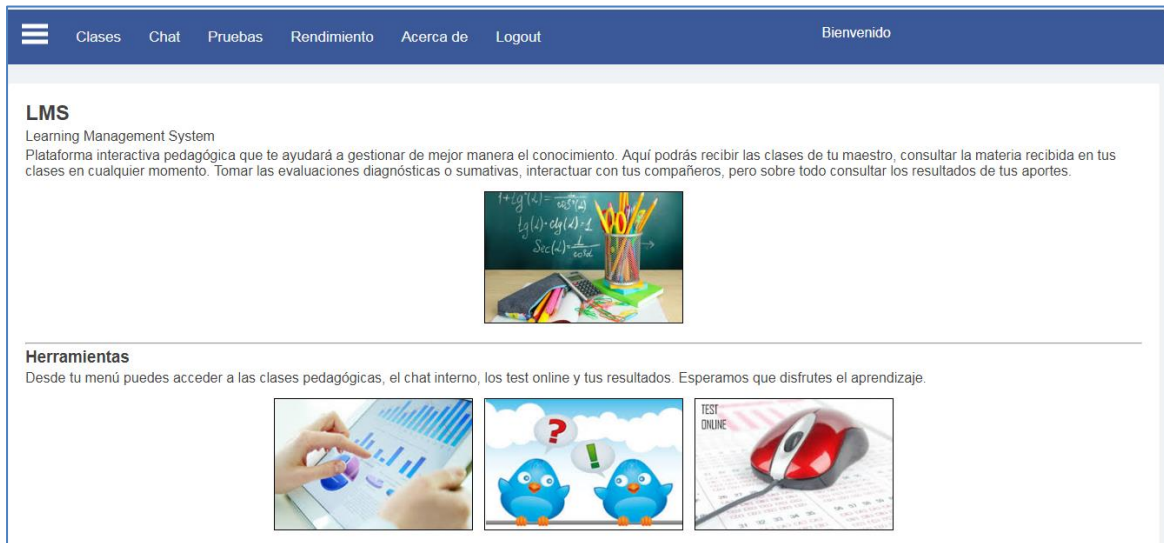 Clases Chat Pruebas Rendimiento Acerca de Logout Bienvenido
LMS
Learning Management System
Plataforma interactiva pedagógica que te ayudará a gestionar de mejor manera el conocimiento. Aquí podrás recibir las clases de tu maestro, consultar la materia recibida en tus
clases en cualquier momento. Tomar las evaluaciones diagnósticas o sumativas, interactuar con tus compañeros, pero sobre todo consultar los resultados de tus aportes.
Herramientas
Desde tu menú puedes acceder a las clases pedagógicas, el chat interno, los test online y tus resultados. Esperamos que disfrutes el aprendizaje.
?
!
TEST
ONLINE